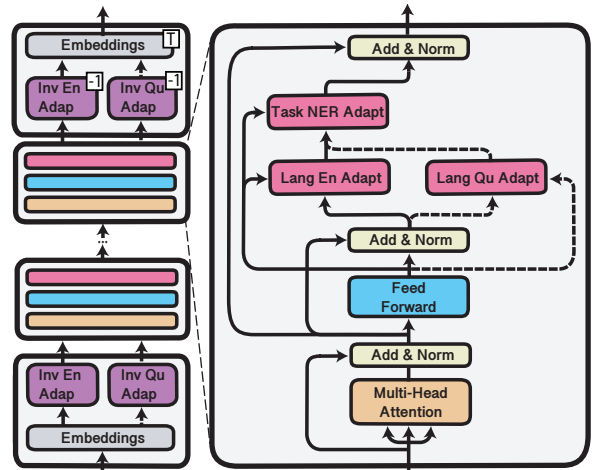 Embeddings
T
Inv En
Adap
-1
Inv Qu
Adap
-1
...
Inv En
Adap
Inv Qu
Adap
Embeddings
Add & Norm
Task NER Adapt
Lang En Adapt
Lang Qu Adapt
Add & Norm
Feed
Forward
Add & Norm
Multi-Head
Attention